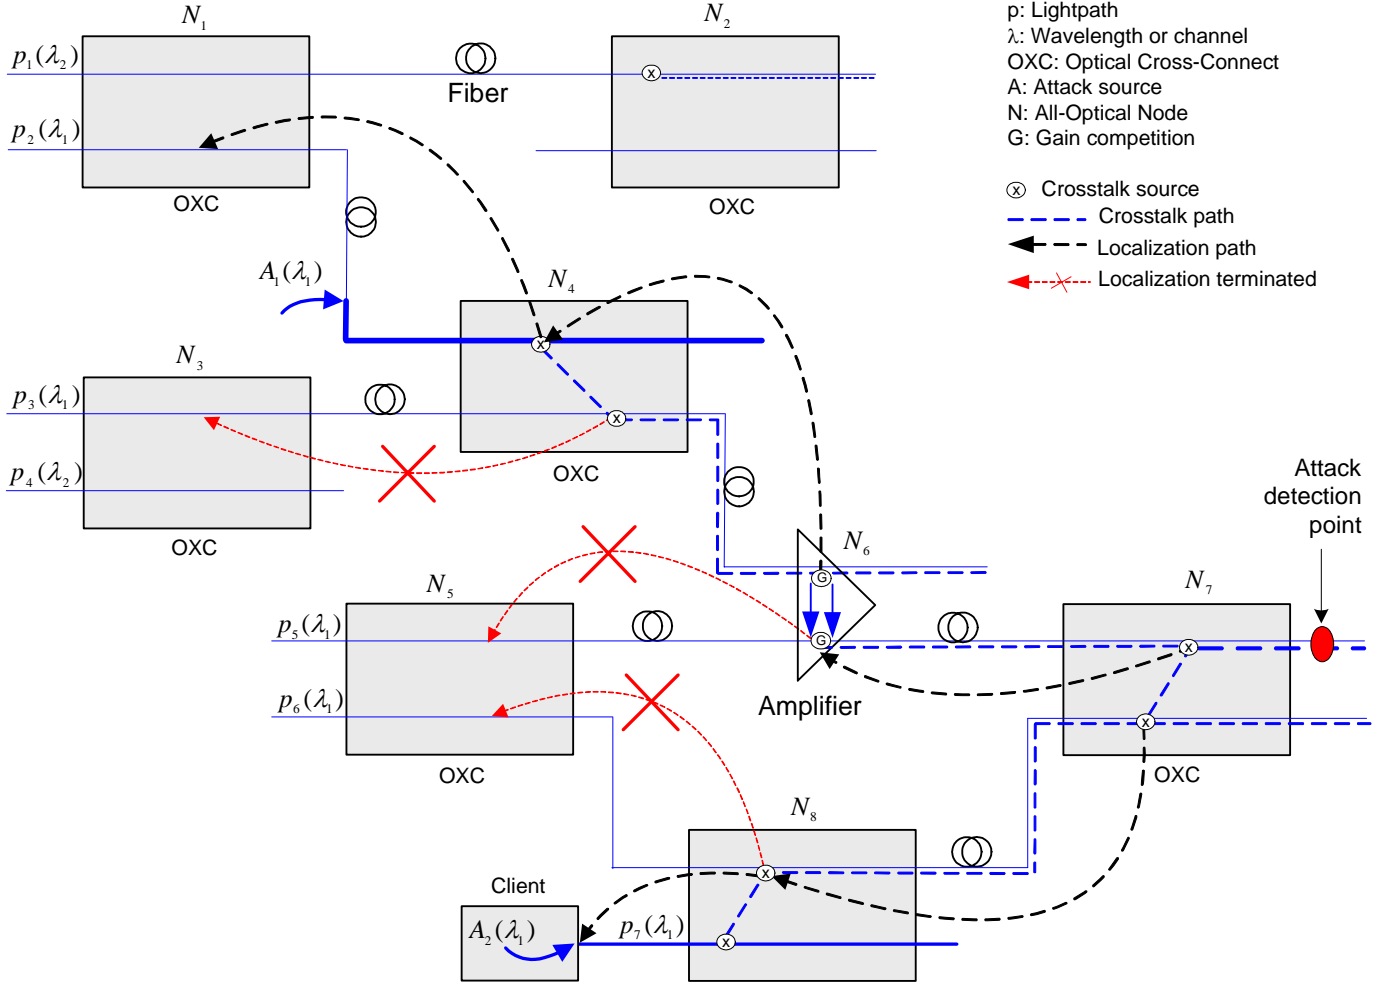 N₁
N₂
p: Lightpath
λ: Wavelength or channel
OXC: Optical Cross-Connect
A: Attack source
N: All-Optical Node
G: Gain competition
p₁(λ₂)
x
Fiber
p₂(λ₁)
OXC
OXC
x Crosstalk source
Crosstalk path
Localization path
Localization terminated
A₁(λ₁)
N₄
x
N₃
p₃(λ₁)
x
p₄(λ₂)
OXC
OXC
Attack
detection
point
N₆
G
N₅
N₇
p₅(λ₁)
G
x
p₆(λ₁)
Amplifier
x
OXC
OXC
N₈
x
Client
A₂(λ₁)
p₇(λ₁)
x